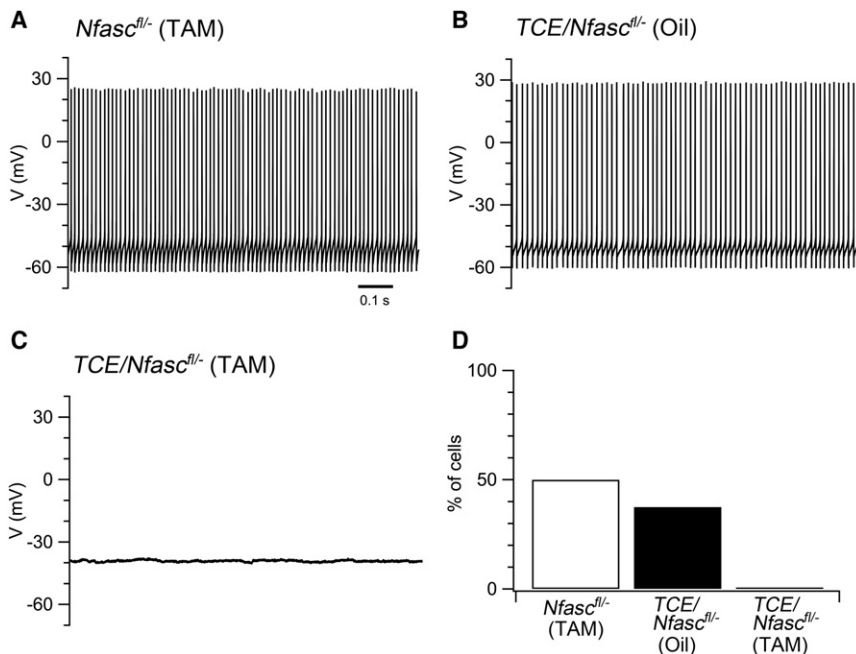 A
Nfasc^fl/- (TAM)
30
0
-30
-60
V (mV)
0.1 s
B
TCE/Nfasc^fl/- (Oil)
30
0
-30
-60
V (mV)
C
TCE/Nfasc^fl/- (TAM)
30
0
-30
-60
V (mV)
D
100
50
0
% of cells
Nfasc^fl/-
(TAM)
TCE/
Nfasc^fl/-
(Oil)
TCE/
Nfasc^fl/-
(TAM)